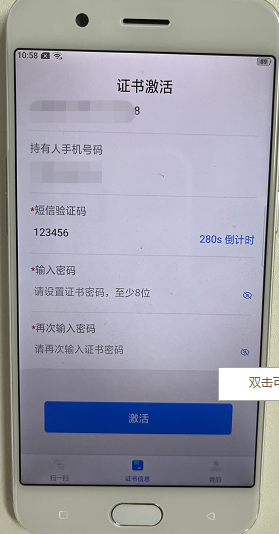 10:58
89
证书激活
8
持有人手机号码
*短信验证码
123456
280s 倒计时
*输入密码
请设置证书密码，至少8位
*再次输入密码
请再次输入证书密码
双击可
激活
扫一扫
证书信息
我的